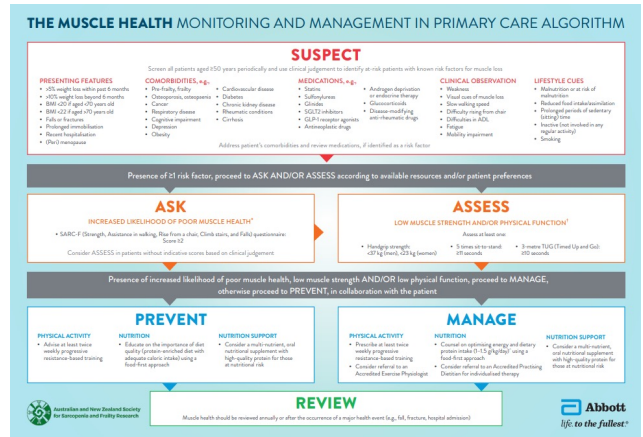 THE MUSCLE HEALTH MONITORING AND MANAGEMENT IN PRIMARY CARE ALGORITHM
SUSPECT
Screen all patients aged ≥50 years periodically and use clinical judgement to identify at-risk patients with known risk factors for muscle loss
PRESENTING FEATURES
• >5% weight loss within past 6 months
• >10% weight loss beyond 6 months
• BMI <20 if aged <70 years old
• BMI <22 if aged ≥70 years old
• Falls or fractures
• Prolonged immobilisation
• Recent hospitalisation
• (Peri) menopause
COMORBIDITIES, e.g.,
• Pre-frailty, frailty
• Osteoporosis, osteopaenia
• Cancer
• Respiratory disease
• Cognitive impairment
• Depression
• Obesity
• Cardiovascular disease
• Diabetes
• Chronic kidney disease
• Rheumatic conditions
• Cirrhosis
MEDICATIONS, e.g.,
• Statins
• Sulfonylureas
• Glinides
• SGLT2 inhibitors
• GLP-1 receptor agonists
• Antineoplastic drugs
• Androgen deprivation
or endocrine therapy
• Glucocorticoids
• Disease-modifying
anti-rheumatic drugs
CLINICAL OBSERVATION
• Weakness
• Visual cues of muscle loss
• Slow walking speed
• Difficulty rising from chair
• Difficulties in ADL
• Fatigue
• Mobility impairment
LIFESTYLE CUES
• Malnutrition or at risk of
malnutrition
• Reduced food intake/assimilation
• Prolonged periods of sedentary
(sitting) time
• Inactive (not involved in any
regular activity)
• Smoking
Address patient's comorbidities and review medications, if identified as a risk factor
Presence of ≥1 risk factor, proceed to ASK AND/OR ASSESS according to available resources and/or patient preferences
ASK
INCREASED LIKELIHOOD OF POOR MUSCLE HEALTH*
• SARC-F (Strength, Assistance in walking, Rise from a chair, Climb stairs, and Falls) questionnaire:
Score ≥2
Consider ASSESS in patients without indicative scores based on clinical judgement
ASSESS
LOW MUSCLE STRENGTH AND/OR PHYSICAL FUNCTION†
Assess at least one:
• Handgrip strength:
<37 kg (men), <23 kg (women)
• 5 times sit-to-stand:
≥11 seconds
• 3-metre TUG (Timed Up and Go):
≥10 seconds
Presence of increased likelihood of poor muscle health, low muscle strength AND/OR low physical function, proceed to MANAGE,
otherwise proceed to PREVENT, in collaboration with the patient
PREVENT
PHYSICAL ACTIVITY
• Advise at least twice
weekly progressive
resistance-based training
NUTRITION
• Educate on the importance of diet
quality (protein-enriched diet with
adequate caloric intake) using a
food-first approach
NUTRITION SUPPORT
• Consider a multi-nutrient, oral
nutritional supplement with
high-quality protein for those
at nutritional risk
MANAGE
PHYSICAL ACTIVITY
• Prescribe at least twice
weekly progressive
resistance-based training
• Consider referral to an
Accredited Exercise Physiologist
NUTRITION
• Counsel on optimising energy and dietary
protein intake (1–1.5 g/kg/day) using a
food-first approach
• Consider referral to an Accredited Practising
Dietitian for individualised therapy
NUTRITION SUPPORT
• Consider a multi-nutrient,
oral nutritional supplement
with high-quality protein for
those at nutritional risk
REVIEW
Muscle health should be reviewed annually or after the occurrence of a major health event (e.g., fall, fracture, hospital admission)
Australian and New Zealand Society
for Sarcopenia and Frailty Research
Abbott
life. to the fullest.®